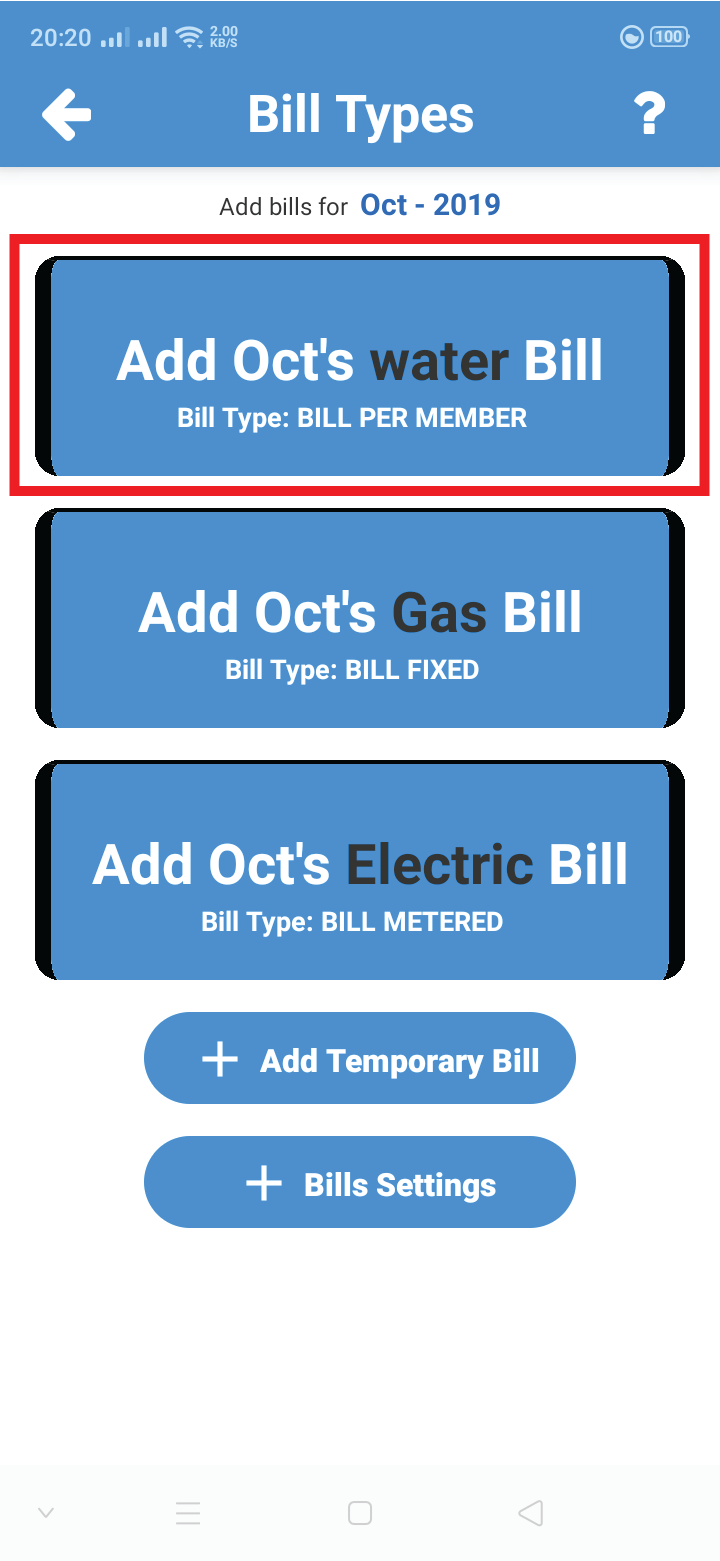 20:20 2.00 KB/S 100
Bill Types ?
Add bills for Oct - 2019
Add Oct's water Bill
Bill Type: BILL PER MEMBER
Add Oct's Gas Bill
Bill Type: BILL FIXED
Add Oct's Electric Bill
Bill Type: BILL METERED
+ Add Temporary Bill
+ Bills Settings